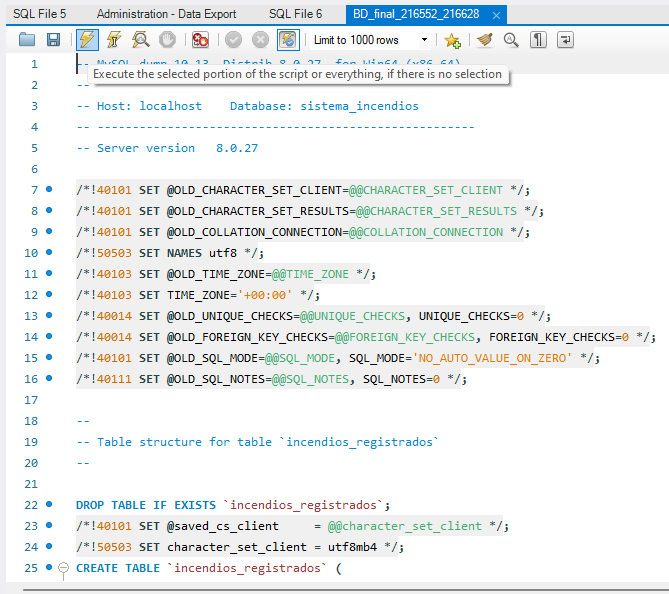 SQL File 5 Administration - Data Export SQL File 6 BD_final_216552_216628 ×
Limit to 1000 rows
Execute the selected portion of the script or everything, if there is no selection
1 -- MySQL dump 10.13 Distrib 8.0.27, for Win64 (x86_64)
2 --
3 -- Host: localhost    Database: sistema_incendios
4 -- ------------------------------------------------------
5 -- Server version   8.0.27
6
7 /*!40101 SET @OLD_CHARACTER_SET_CLIENT=@@CHARACTER_SET_CLIENT */;
8 /*!40101 SET @OLD_CHARACTER_SET_RESULTS=@@CHARACTER_SET_RESULTS */;
9 /*!40101 SET @OLD_COLLATION_CONNECTION=@@COLLATION_CONNECTION */;
10 /*!50503 SET NAMES utf8 */;
11 /*!40103 SET @OLD_TIME_ZONE=@@TIME_ZONE */;
12 /*!40103 SET TIME_ZONE='+00:00' */;
13 /*!40014 SET @OLD_UNIQUE_CHECKS=@@UNIQUE_CHECKS, UNIQUE_CHECKS=0 */;
14 /*!40014 SET @OLD_FOREIGN_KEY_CHECKS=@@FOREIGN_KEY_CHECKS, FOREIGN_KEY_CHECKS=0 */;
15 /*!40101 SET @OLD_SQL_MODE=@@SQL_MODE, SQL_MODE='NO_AUTO_VALUE_ON_ZERO' */;
16 /*!40111 SET @OLD_SQL_NOTES=@@SQL_NOTES, SQL_NOTES=0 */;
17
18 --
19 -- Table structure for table `incendios_registrados`
20 --
21
22 DROP TABLE IF EXISTS `incendios_registrados`;
23 /*!40101 SET @saved_cs_client     = @@character_set_client */;
24 /*!50503 SET character_set_client = utf8mb4 */;
25 CREATE TABLE `incendios_registrados` (